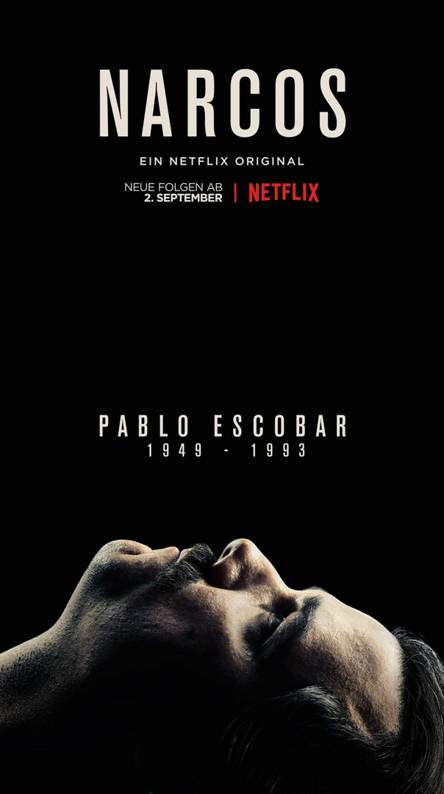 NARCOS
EIN NETFLIX ORIGINAL
NEUE FOLGEN AB
2. SEPTEMBER | NETFLIX
PABLO ESCOBAR
1949 - 1993